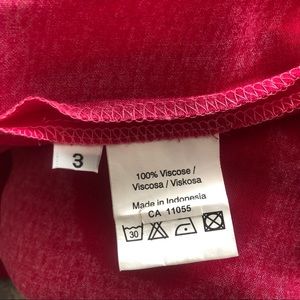 3
100% Viscose /
Viscosa / Viskosa
Made in Indonesia
CA 11055
30